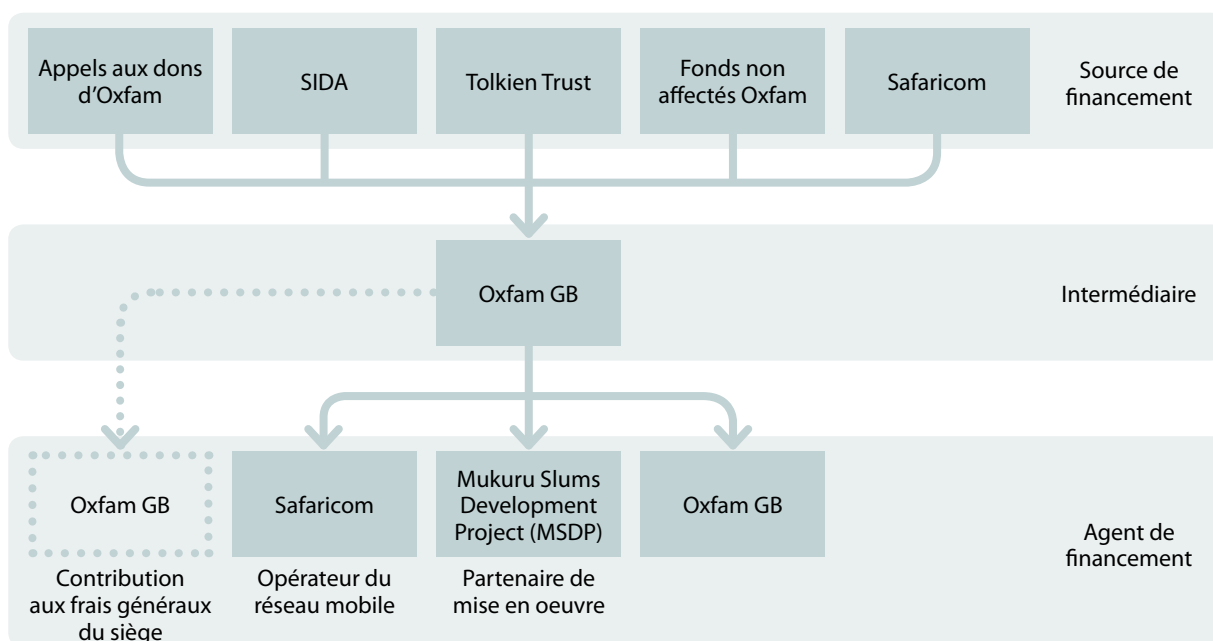 Appels aux dons
d’Oxfam
SIDA
Tolkien Trust
Fonds non
affectés Oxfam
Safaricom
Source de
financement
Oxfam GB
Intermédiaire
Oxfam GB
Safaricom
Mukuru Slums
Development
Project (MSDP)
Oxfam GB
Agent de
financement
Contribution
aux frais généraux
du siège
Opérateur du
réseau mobile
Partenaire de
mise en oeuvre